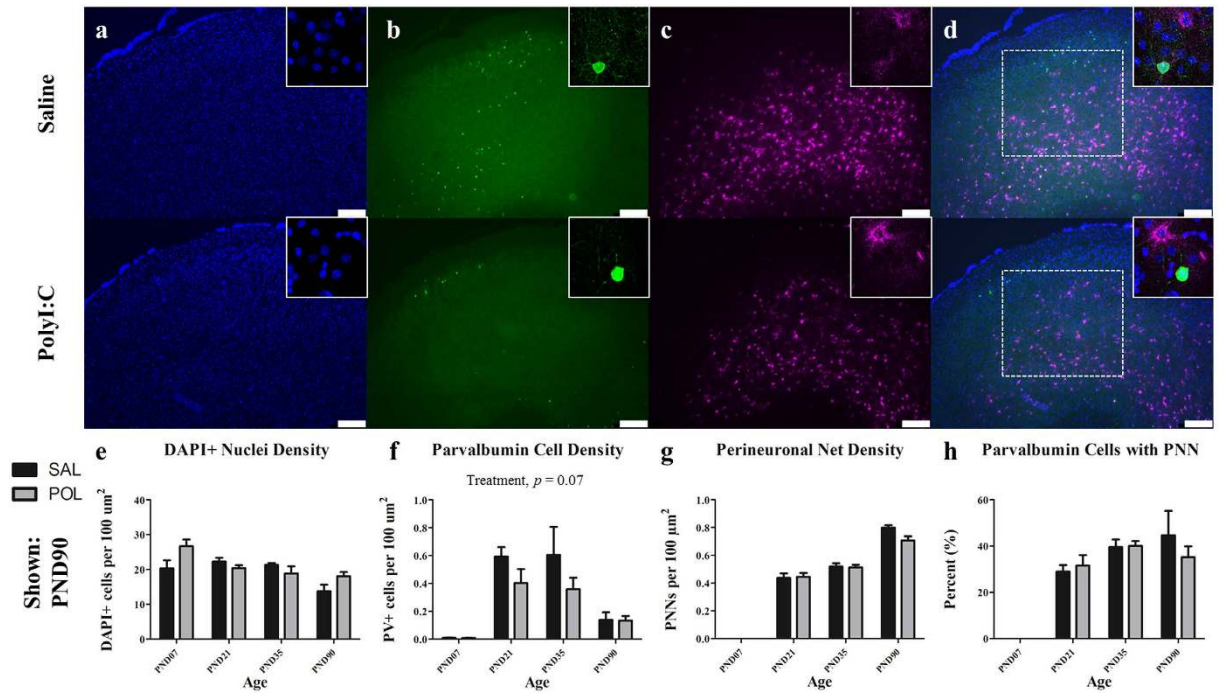 a b c d
Saline
PolyI:C
SAL
POL
Shown:
PND90
e DAPI+ Nuclei Density
DAPI+ cells per 100 um²
40
30
20
10
0
PND07 PND21 PND35 PND90
Age
f Parvalbumin Cell Density
Treatment, p = 0.07
PV+ cells per 100 um²
1.0
0.8
0.6
0.4
0.2
0.0
PND07 PND21 PND35 PND90
Age
g Perineuronal Net Density
PNNs per 100 µm²
1.0
0.8
0.6
0.4
0.2
0.0
PND07 PND21 PND35 PND90
Age
h Parvalbumin Cells with PNN
Percent (%)
60
40
20
0
PND07 PND21 PND35 PND90
Age